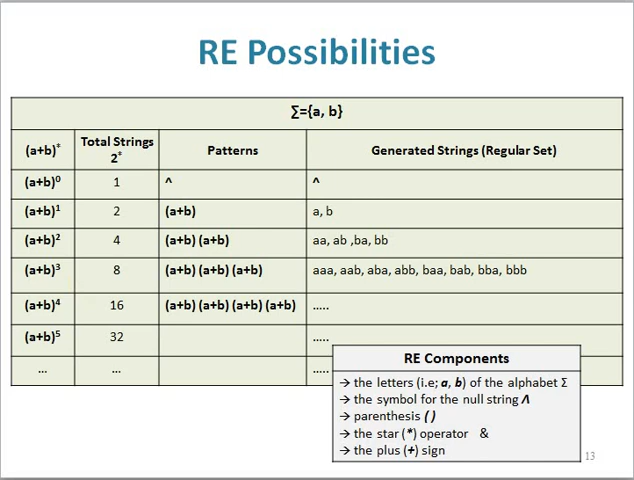 RE Possibilities
∑={a, b}
(a+b)* Total Strings 2* Patterns Generated Strings (Regular Set)
(a+b)⁰ 1 ^ ^
(a+b)¹ 2 (a+b) a, b
(a+b)² 4 (a+b) (a+b) aa, ab ,ba, bb
(a+b)³ 8 (a+b) (a+b) (a+b) aaa, aab, aba, abb, baa, bab, bba, bbb
(a+b)⁴ 16 (a+b) (a+b) (a+b) (a+b) .....
(a+b)⁵ 32 .....
... ... .....
RE Components
→ the letters (i.e; a, b) of the alphabet Σ
→ the symbol for the null string Λ
→ parenthesis ( )
→ the star (*) operator &
→ the plus (+) sign
13